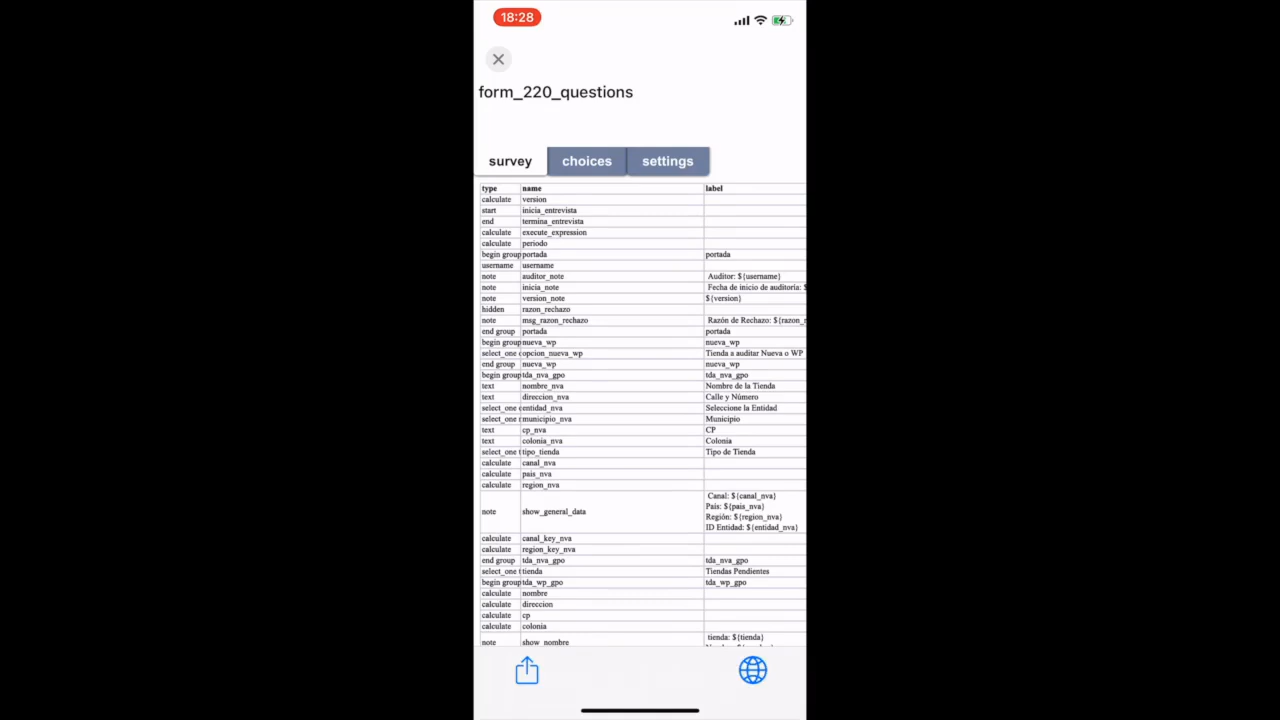 18:28
form_220_questions
survey choices settings
type name label
calculate version
start inicia_entrevista
end termina_entrevista
calculate execute_expression
calculate periodo
begin group portada portada
username username
note auditor_note Auditor: ${username}
note inicia_note Fecha de inicio de auditoría: $
note version_note ${version}
hidden razon_rechazo
note msg_razon_rechazo Razón de Rechazo: ${razon_r
end group portada portada
begin group nueva_wp nueva_wp
select_one opcion_nueva_wp Tienda a auditar Nueva o WP
end group nueva_wp nueva_wp
begin group tda_nva_gpo tda_nva_gpo
text nombre_nva Nombre de la Tienda
text direccion_nva Calle y Número
select_one entidad_nva Seleccione la Entidad
select_one municipio_nva Municipio
text cp_nva CP
text colonia_nva Colonia
select_one tipo_tienda Tipo de Tienda
calculate canal_nva
calculate pais_nva
calculate region_nva
note show_general_data Canal: ${canal_nva}
País: ${pais_nva}
Región: ${region_nva}
ID Entidad: ${entidad_nva}
calculate canal_key_nva
calculate region_key_nva
end group tda_nva_gpo tda_nva_gpo
select_one tienda Tiendas Pendientes
begin group tda_wp_gpo tda_wp_gpo
calculate nombre
calculate direccion
calculate cp
calculate colonia
note show_nombre tienda: ${tienda}